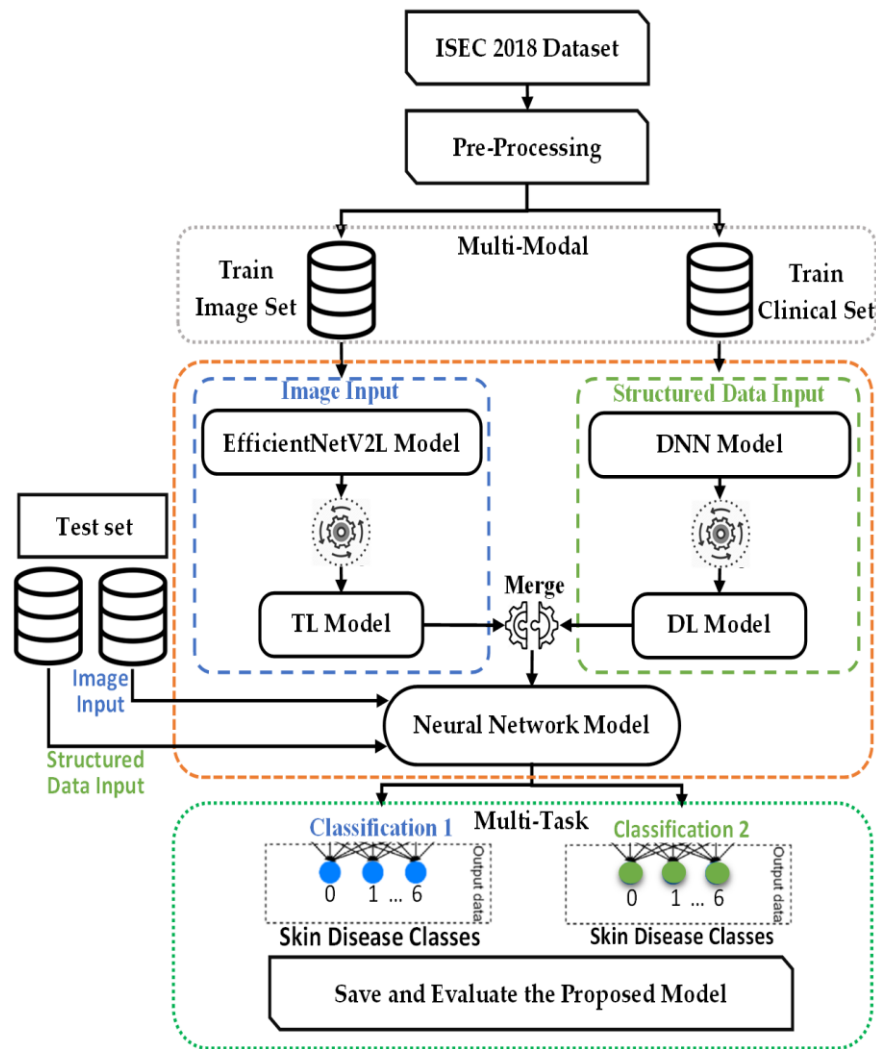 ISEC 2018 Dataset
Pre-Processing
Multi-Modal
Train
Image Set
Train
Clinical Set
Image Input
EfficientNetV2L Model
TL Model
Structured Data Input
DNN Model
DL Model
Merge
Test set
Image
Input
Structured
Data Input
Neural Network Model
Multi-Task
Classification 1
Output data
0 1 ... 6
Skin Disease Classes
Classification 2
Output data
0 1 ... 6
Skin Disease Classes
Save and Evaluate the Proposed Model